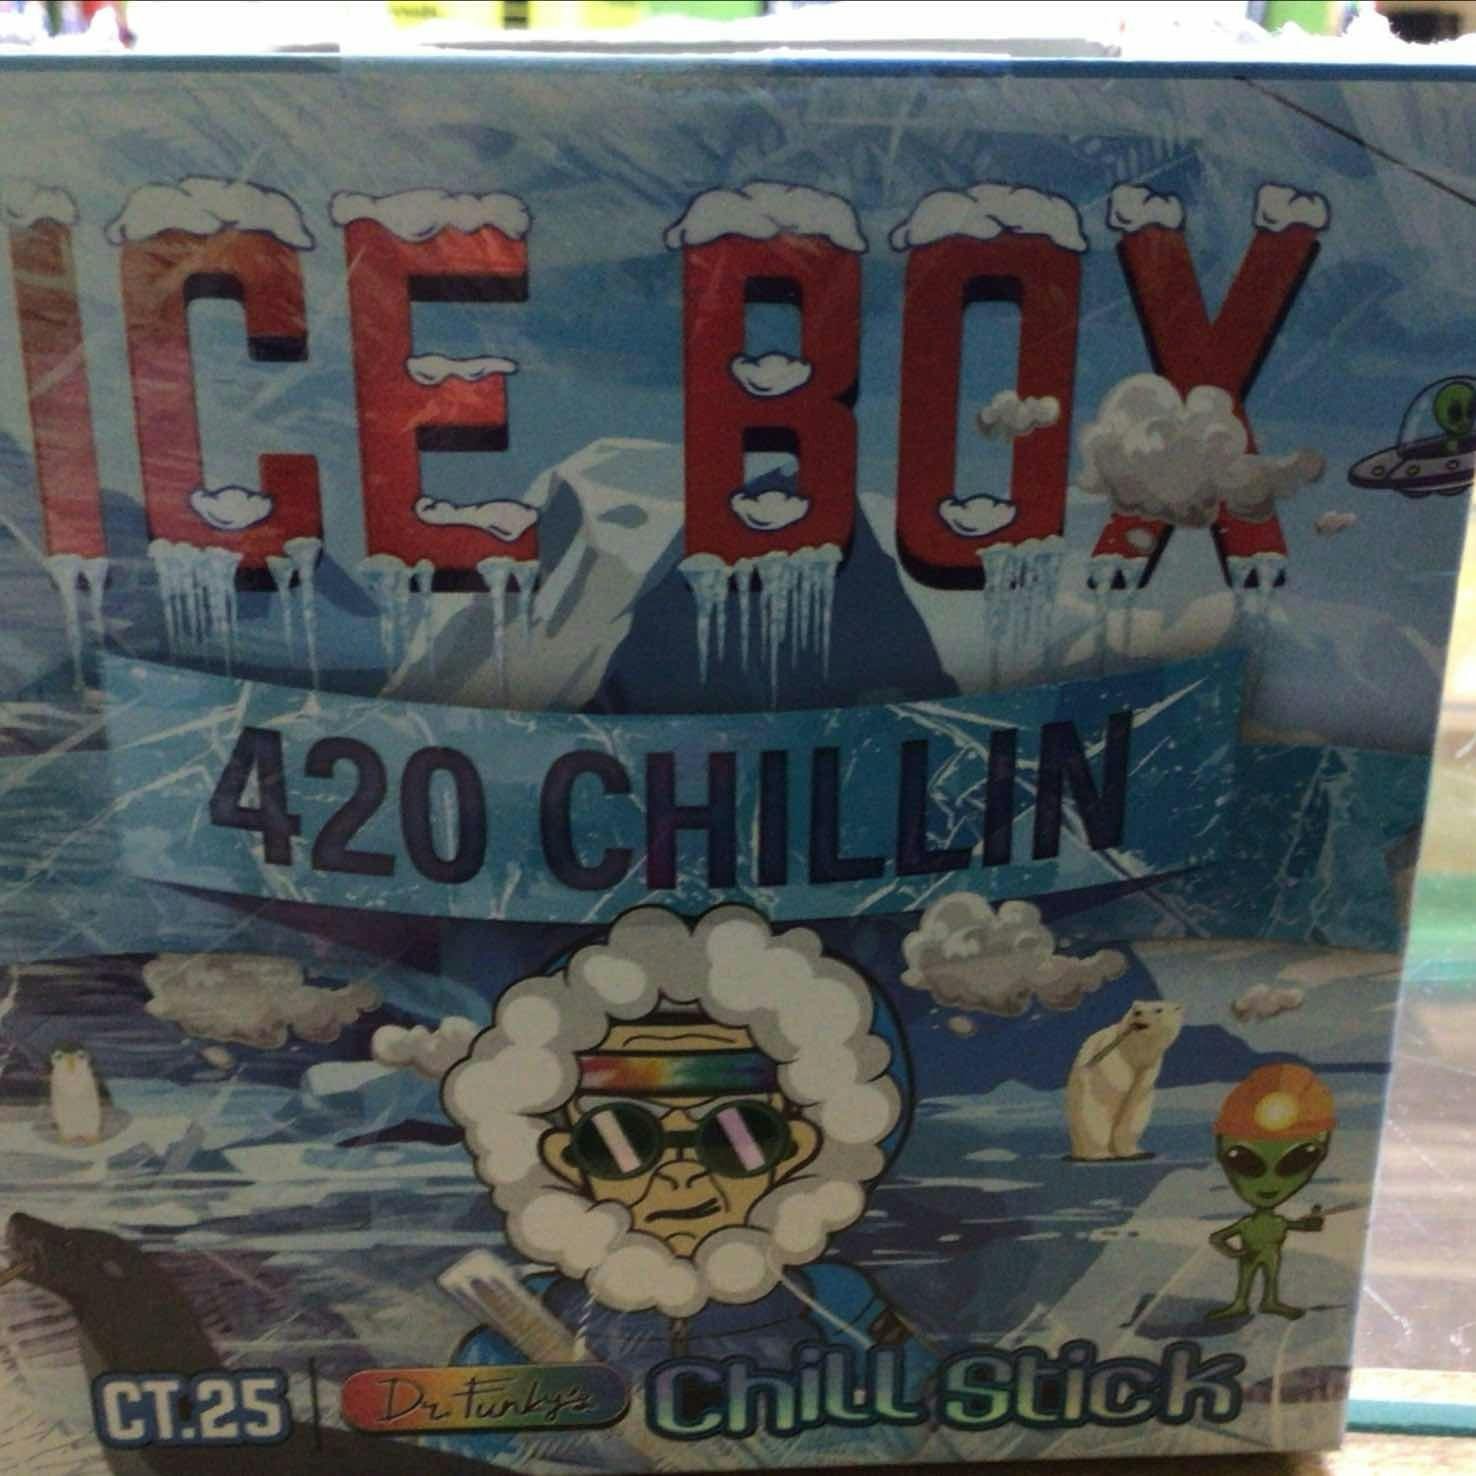 ICE BOX
420 CHILLIN
CT.25 | Dr. Funky's Chill Stick